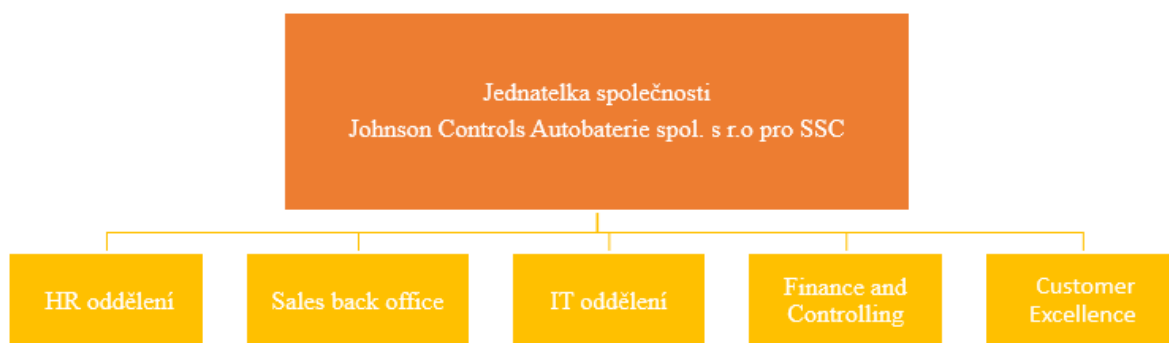 Jednatelka společnosti
Johnson Controls Autobaterie spol. s r.o pro SSC
HR oddělení
Sales back office
IT oddělení
Finance and
Controlling
Customer
Excellence